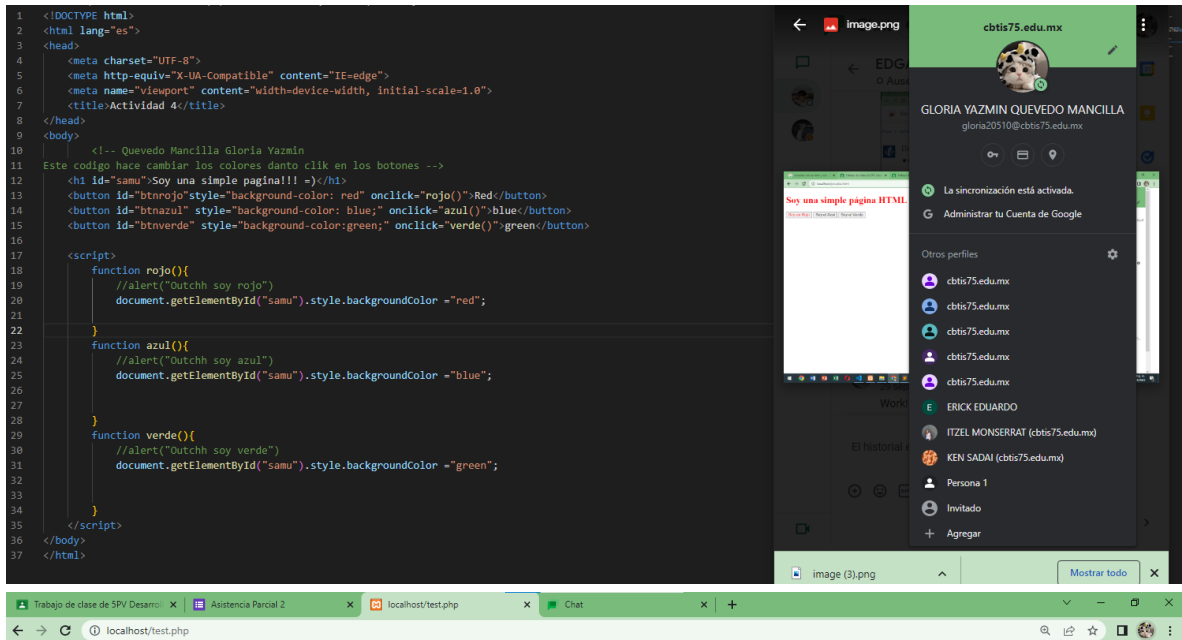 1 <!DOCTYPE html>
2 <html lang="es">
3 <head>
4 <meta charset="UTF-8">
5 <meta http-equiv="X-UA-Compatible" content="IE=edge">
6 <meta name="viewport" content="width=device-width, initial-scale=1.0">
7 <title>Actividad 4</title>
8 </head>
9 <body>
10 <!-- Quevedo Mancilla Gloria Yazmin
11 Este codigo hace cambiar los colores danto clik en los botones -->
12 <h1 id="samu">Soy una simple pagina!!! =)</h1>
13 <button id="btnrojo"style="background-color: red" onclick="rojo()">Red</button>
14 <button id="btnazul" style="background-color: blue;" onclick="azul()">blue</button>
15 <button id="btnverde" style="background-color:green;" onclick="verde()">green</button>
16
17 <script>
18 function rojo(){
19 //alert("Outchh soy rojo")
20 document.getElementById("samu").style.backgroundColor ="red";
21
22 }
23 function azul(){
24 //alert("Outchh soy azul")
25 document.getElementById("samu").style.backgroundColor ="blue";
26
27
28 }
29 function verde(){
30 //alert("Outchh soy verde")
31 document.getElementById("samu").style.backgroundColor ="green";
32
33
34 }
35 </script>
36 </body>
37 </html>
image.png
EDGA
Ause
Soy una simple página HTML
Work
El historial
cbtis75.edu.mx
GLORIA YAZMIN QUEVEDO MANCILLA
gloria20510@cbtis75.edu.mx
La sincronización está activada.
G Administrar tu Cuenta de Google
Otros perfiles
cbtis75.edu.mx
cbtis75.edu.mx
cbtis75.edu.mx
cbtis75.edu.mx
cbtis75.edu.mx
E ERICK EDUARDO
ITZEL MONSERRAT (cbtis75.edu.mx)
KEN SADAI (cbtis75.edu.mx)
Persona 1
Invitado
+ Agregar
image (3).png
Mostrar todo
Trabajo de clase de 5PV Desarrol
Asistencia Parcial 2
localhost/test.php
Chat
localhost/test.php